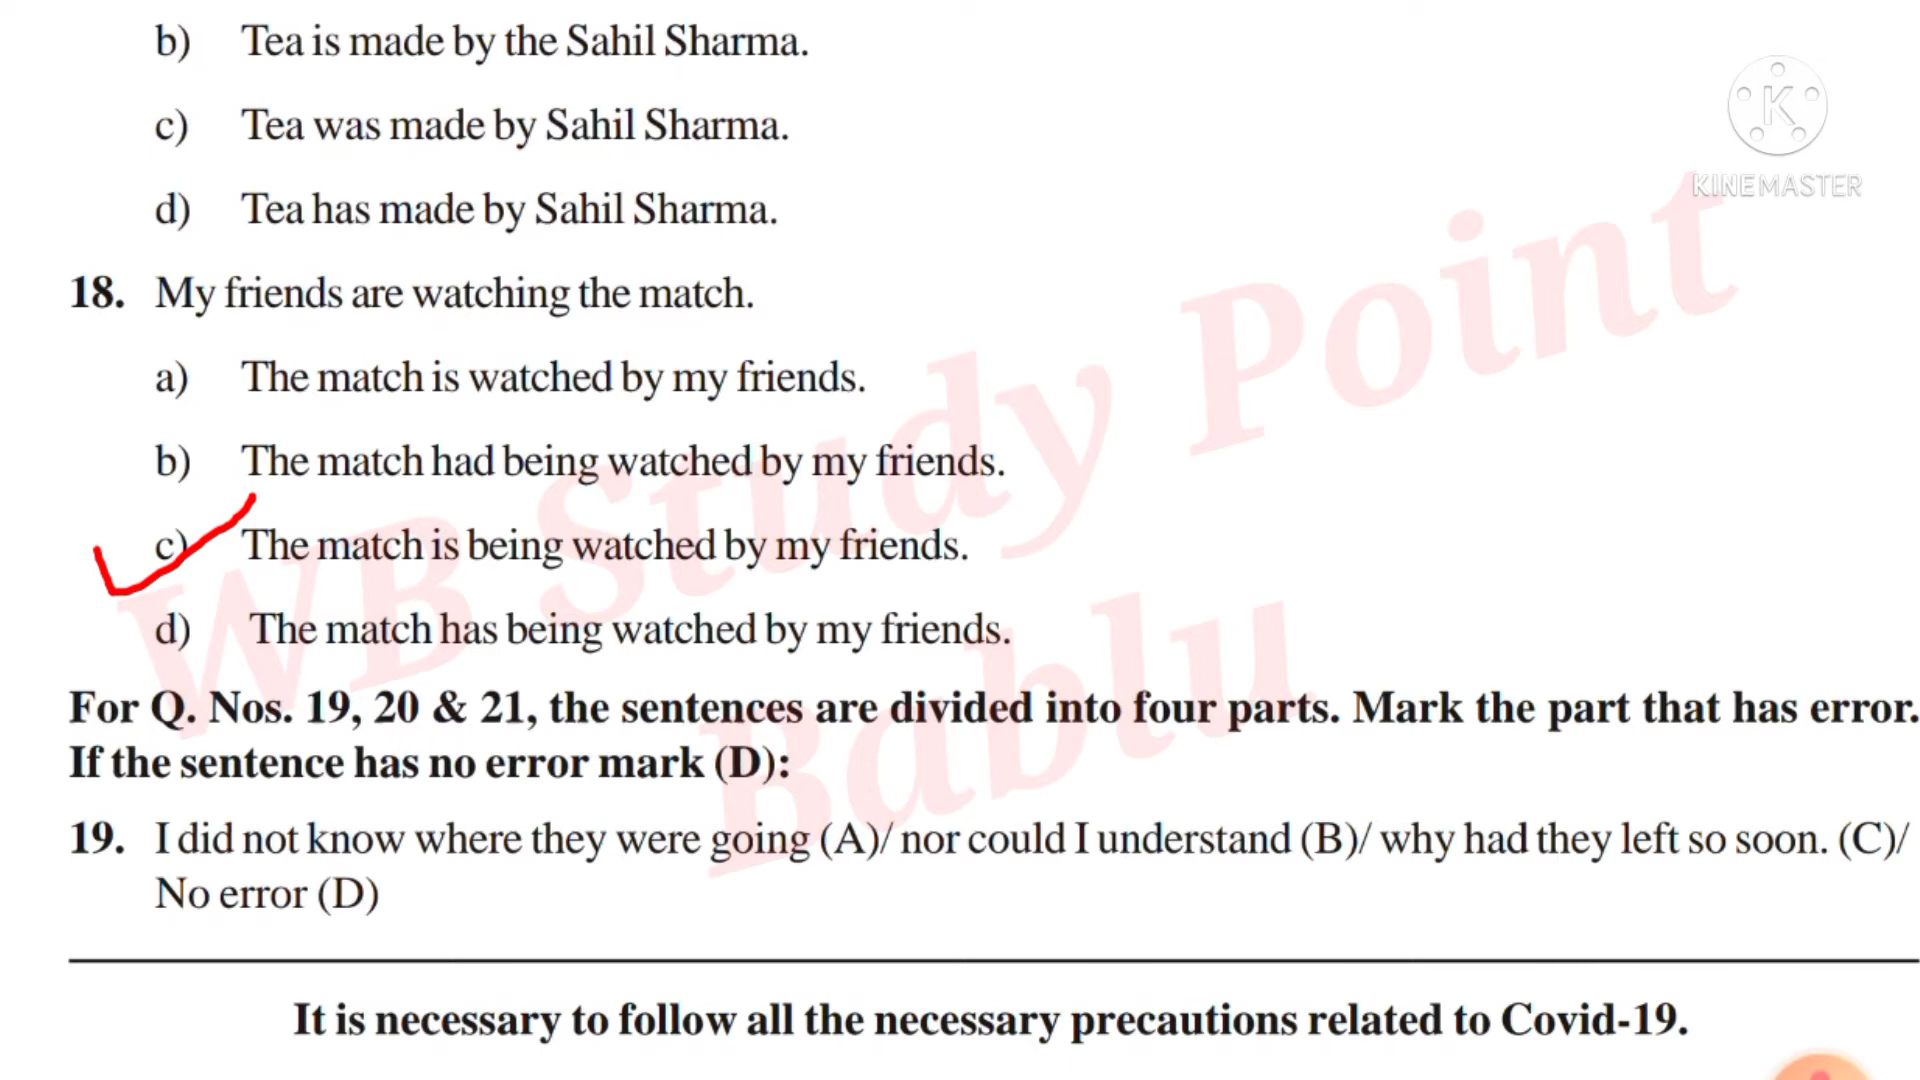 b) Tea is made by the Sahil Sharma.
c) Tea was made by Sahil Sharma.
d) Tea has made by Sahil Sharma.
K
KINEMASTER
18. My friends are watching the match.
a) The match is watched by my friends.
b) The match had being watched by my friends.
c) The match is being watched by my friends.
d) The match has being watched by my friends.
WB Study Point
Bablu
For Q. Nos. 19, 20 & 21, the sentences are divided into four parts. Mark the part that has error.
If the sentence has no error mark (D):
19. I did not know where they were going (A)/ nor could I understand (B)/ why had they left so soon. (C)/
No error (D)
It is necessary to follow all the necessary precautions related to Covid-19.